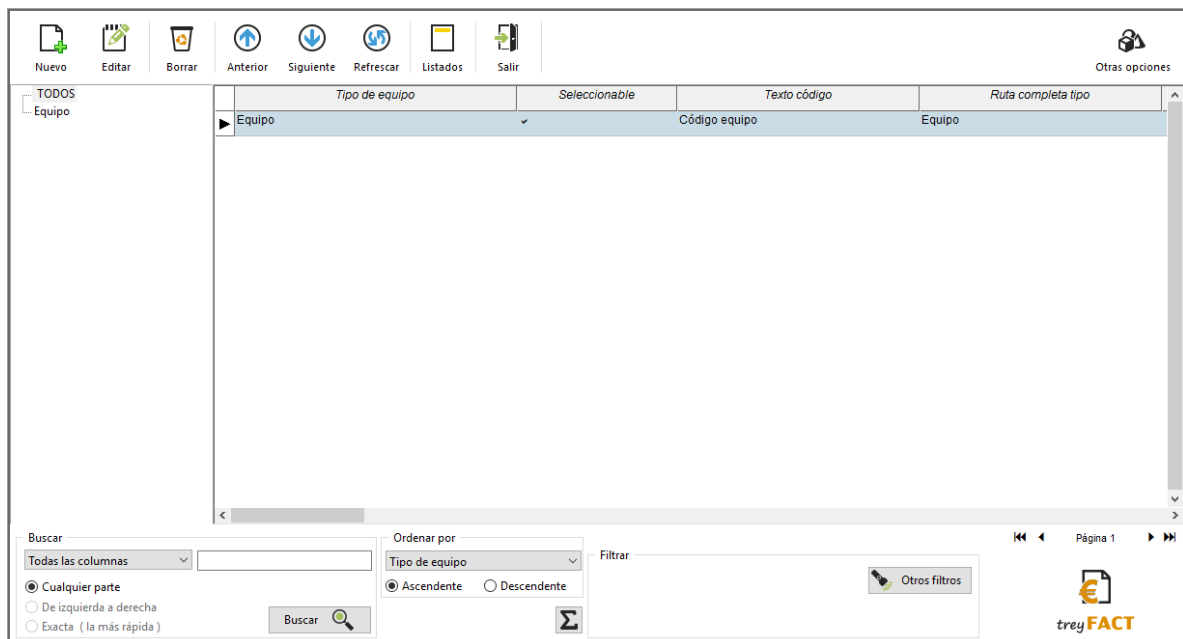 Nuevo Editar Borrar Anterior Siguiente Refrescar Listados Salir Otras opciones
TODOS
Equipo
Tipo de equipo Seleccionable Texto código Ruta completa tipo
Equipo Código equipo Equipo
Buscar
Todas las columnas
Cualquier parte
De izquierda a derecha
Exacta ( la más rápida )
Buscar
Ordenar por
Tipo de equipo
Ascendente Descendente
Σ
Filtrar
Otros filtros
Página 1
€
treyFACT